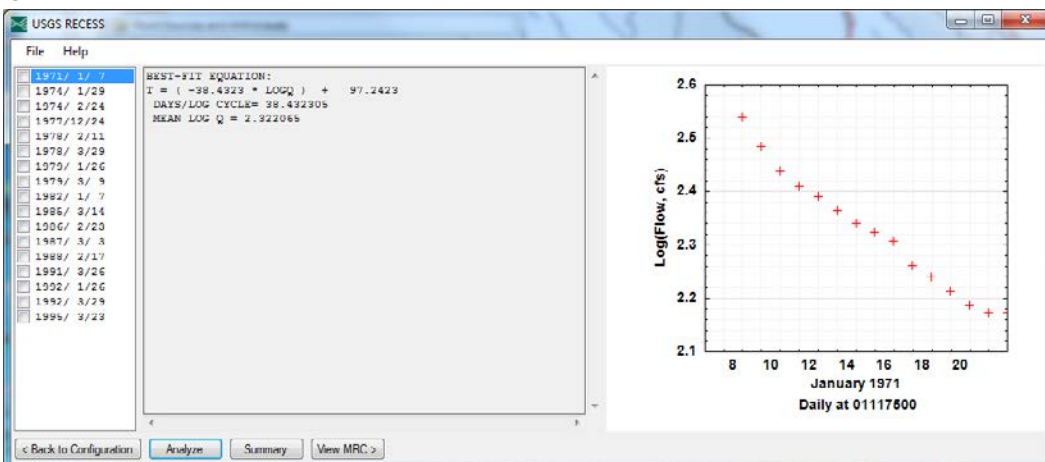 USGS RECESS
File Help
1971/ 1/ 7
1974/ 1/29
1974/ 2/24
1977/12/24
1978/ 2/11
1978/ 3/29
1979/ 1/26
1979/ 3/ 9
1982/ 1/ 7
1985/ 3/14
1986/ 2/23
1987/ 3/ 3
1988/ 2/17
1991/ 3/26
1992/ 1/26
1992/ 3/29
1995/ 3/23
BEST-FIT EQUATION:
T = ( -38.4323 * LOGQ ) + 97.2423
DAYS/LOG CYCLE= 38.432305
MEAN LOG Q = 2.322065
Log(Flow, cfs)
2.6
2.5
2.4
2.3
2.2
2.1
8 10 12 14 16 18 20
January 1971
Daily at 01117500
< Back to Configuration Analyze Summary View MRC >